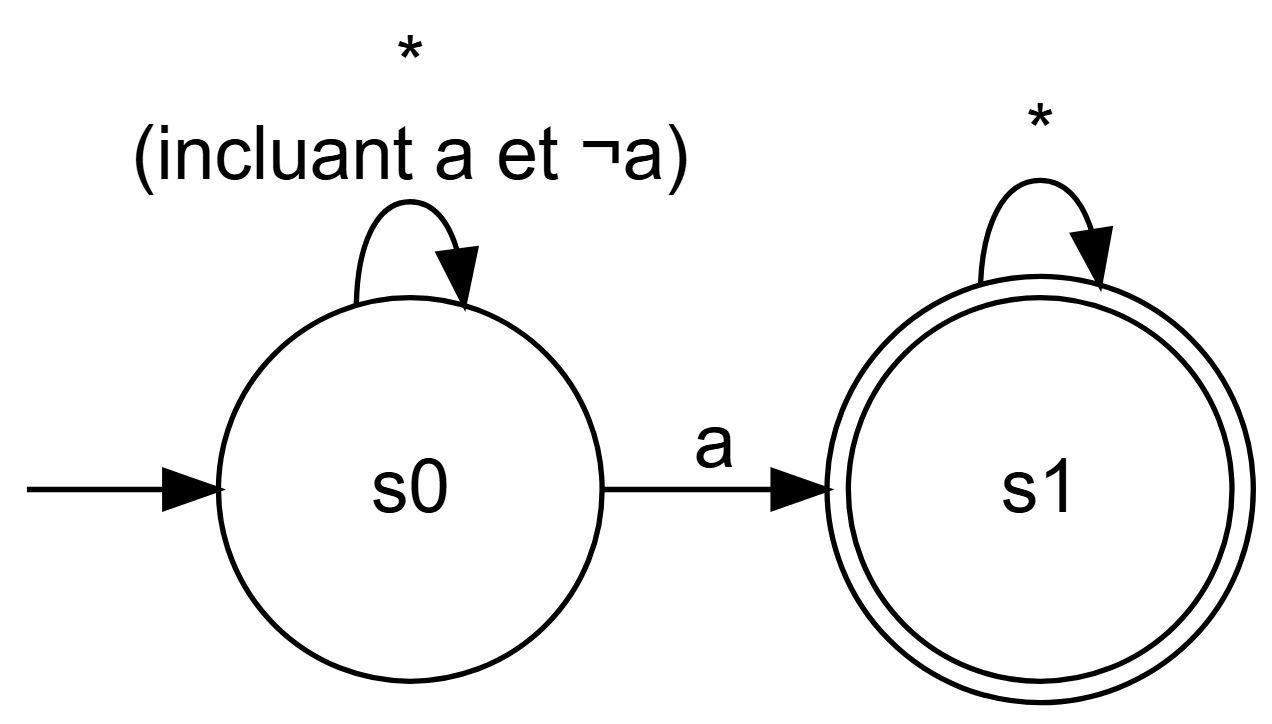 *
(incluant a et ¬a)
*
a
s0
s1